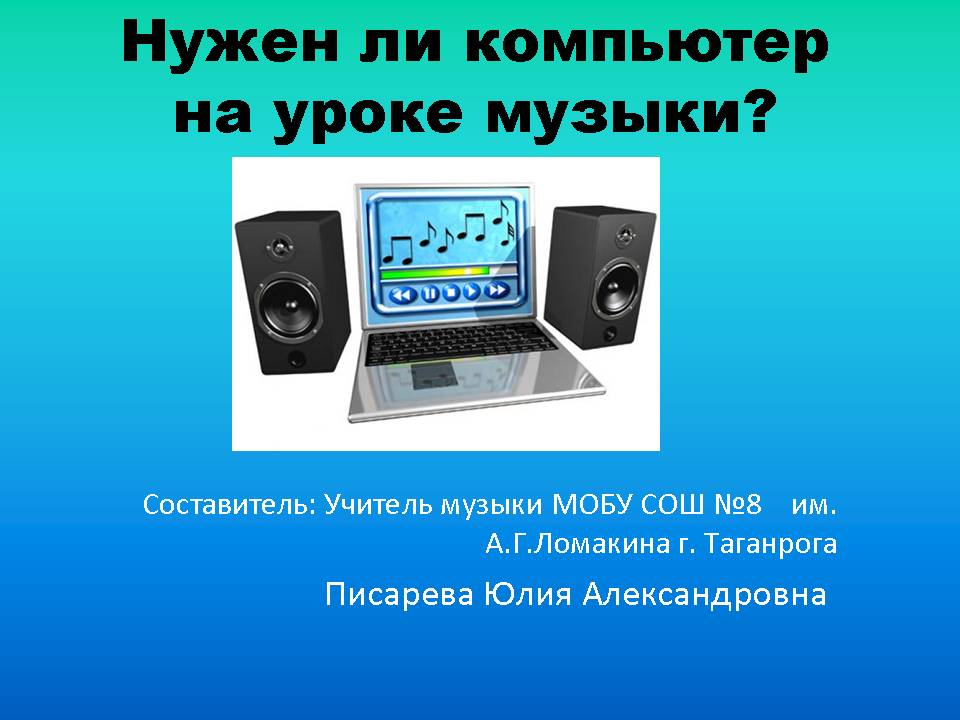 Нужен ли компьютер
на уроке музыки?
Составитель: Учитель музыки МОБУ СОШ №8 им.
А.Г.Ломакина г. Таганрога
Писарева Юлия Александровна